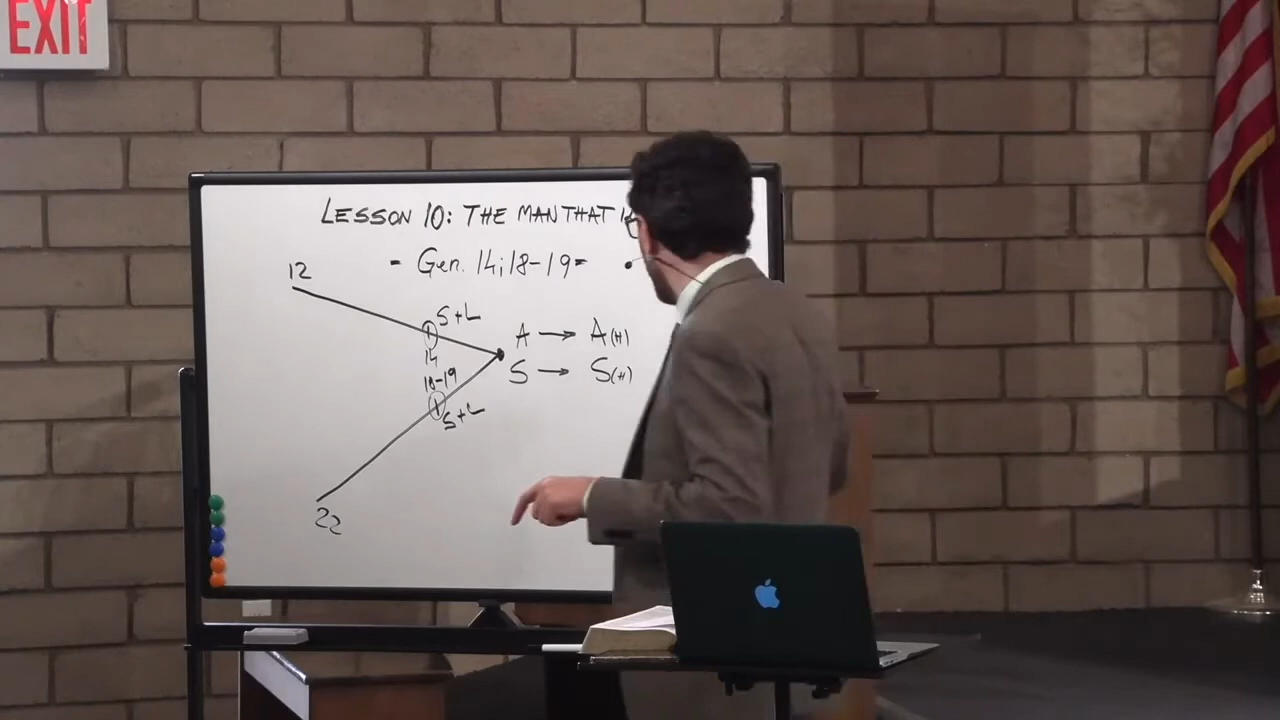 EXIT
LESSON 10: THE MAN THAT
- Gen. 14; 18-19 -
12
S+L
14
A → A(H)
18-19
S → S(H)
S+L
22